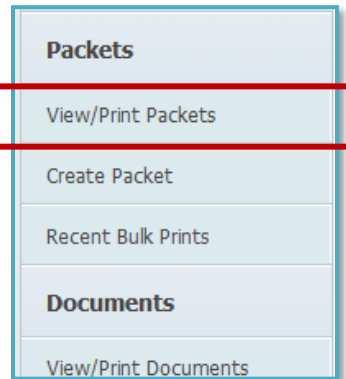 Packets
View/Print Packets
Create Packet
Recent Bulk Prints
Documents
View/Print Documents